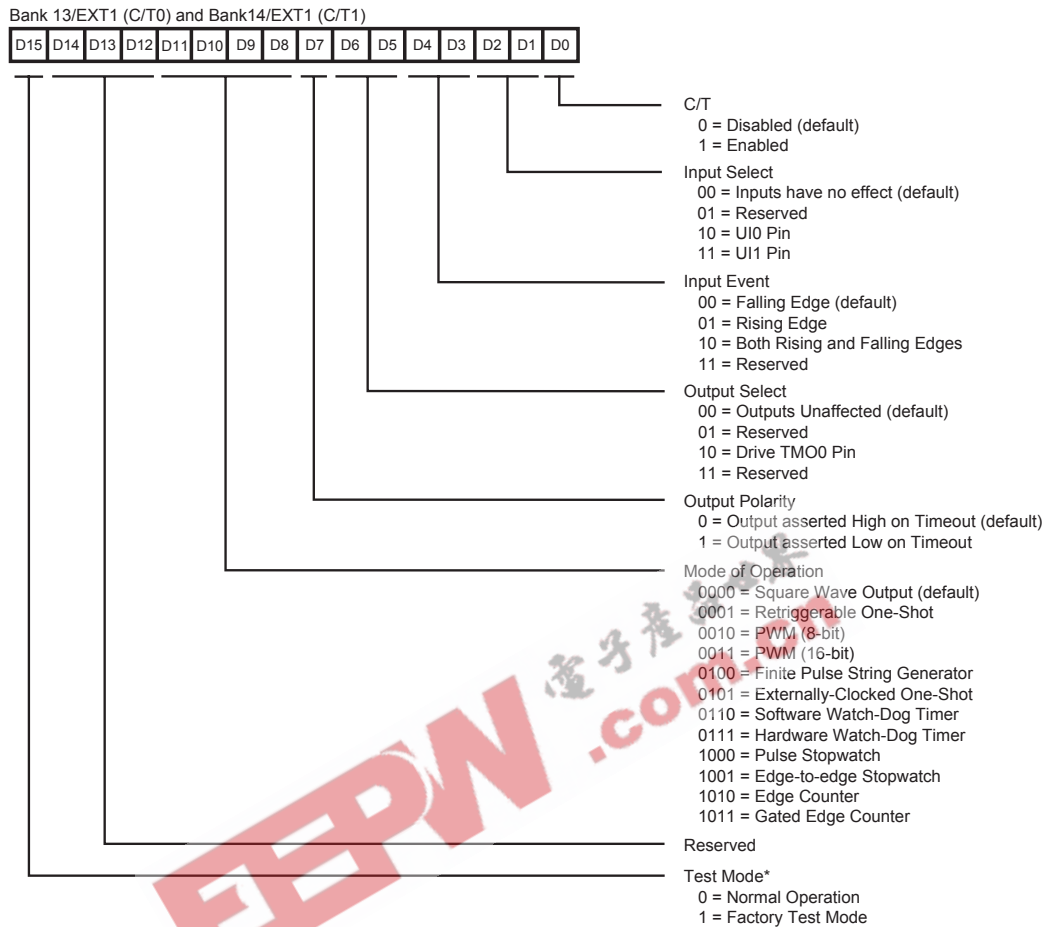 Bank 13/EXT1 (C/T0) and Bank14/EXT1 (C/T1)
D15 D14 D13 D12 D11 D10 D9 D8 D7 D6 D5 D4 D3 D2 D1 D0
C/T
0 = Disabled (default)
1 = Enabled
Input Select
00 = Inputs have no effect (default)
01 = Reserved
10 = UI0 Pin
11 = UI1 Pin
Input Event
00 = Falling Edge (default)
01 = Rising Edge
10 = Both Rising and Falling Edges
11 = Reserved
Output Select
00 = Outputs Unaffected (default)
01 = Reserved
10 = Drive TMO0 Pin
11 = Reserved
Output Polarity
0 = Output asserted High on Timeout (default)
1 = Output asserted Low on Timeout
Mode of Operation
0000 = Square Wave Output (default)
0001 = Retriggerable One-Shot
0010 = PWM (8-bit)
0011 = PWM (16-bit)
0100 = Finite Pulse String Generator
0101 = Externally-Clocked One-Shot
0110 = Software Watch-Dog Timer
0111 = Hardware Watch-Dog Timer
1000 = Pulse Stopwatch
1001 = Edge-to-edge Stopwatch
1010 = Edge Counter
1011 = Gated Edge Counter
Reserved
Test Mode*
0 = Normal Operation
1 = Factory Test Mode
EEPW
.com.cn
電子產品世界